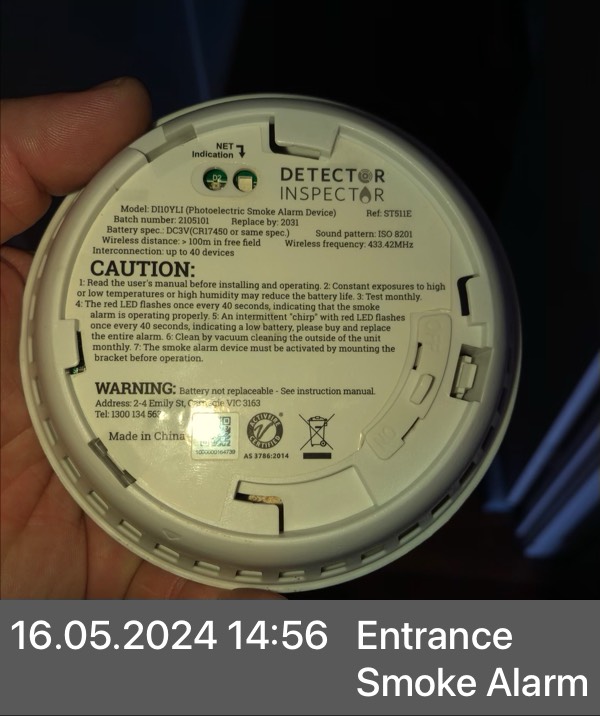 NET
Indication
D2
DETECTOR
INSPECTOR
Model: DI10YLI (Photoelectric Smoke Alarm Device) Ref: ST511E
Batch number: 2105101 Replace by: 2031
Battery spec.: DC3V(CR17450 or same spec.) Sound pattern: ISO 8201
Wireless distance: > 100m in free field Wireless frequency: 433.42MHz
Interconnection: up to 40 devices
CAUTION:
1: Read the user's manual before installing and operating. 2: Constant exposures to high
or low temperatures or high humidity may reduce the battery life. 3: Test monthly.
4: The red LED flashes once every 40 seconds, indicating that the smoke
alarm is operating properly. 5: An intermittent "chirp" with red LED flashes
once every 40 seconds, indicating a low battery, please buy and replace
the entire alarm. 6: Clean by vacuum cleaning the outside of the unit
monthly. 7: The smoke alarm device must be activated by mounting the
bracket before operation.
WARNING: Battery not replaceable - See instruction manual.
Address: 2-4 Emily St, Carnegie VIC 3163
Tel: 1300 134 563
Made in China
AS 3786:2014
16.05.2024 14:56 Entrance
Smoke Alarm